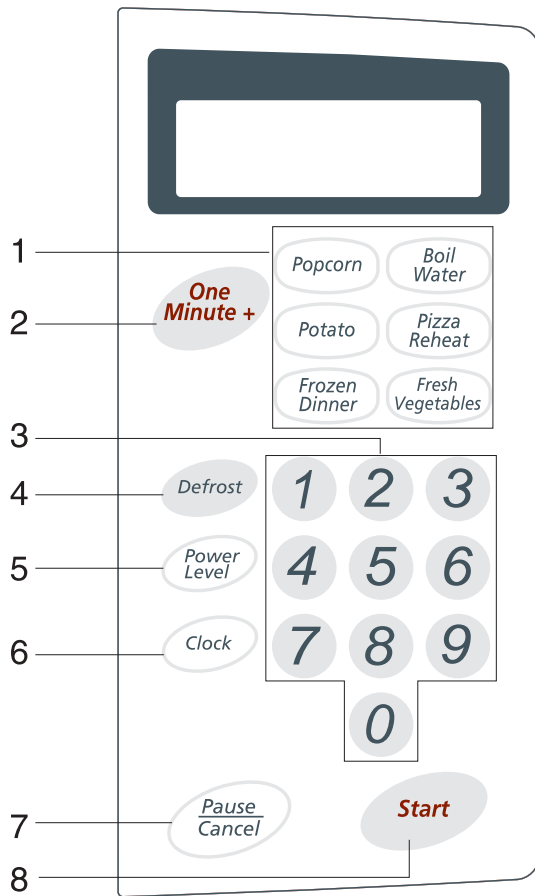 1
Popcorn
Boil
Water
2
One
Minute +
Potato
Pizza
Reheat
Frozen
Dinner
Fresh
Vegetables
3
4
Defrost
1 2 3
5
Power
Level
4 5 6
6
Clock
7 8 9
0
7
Pause
Cancel
Start
8